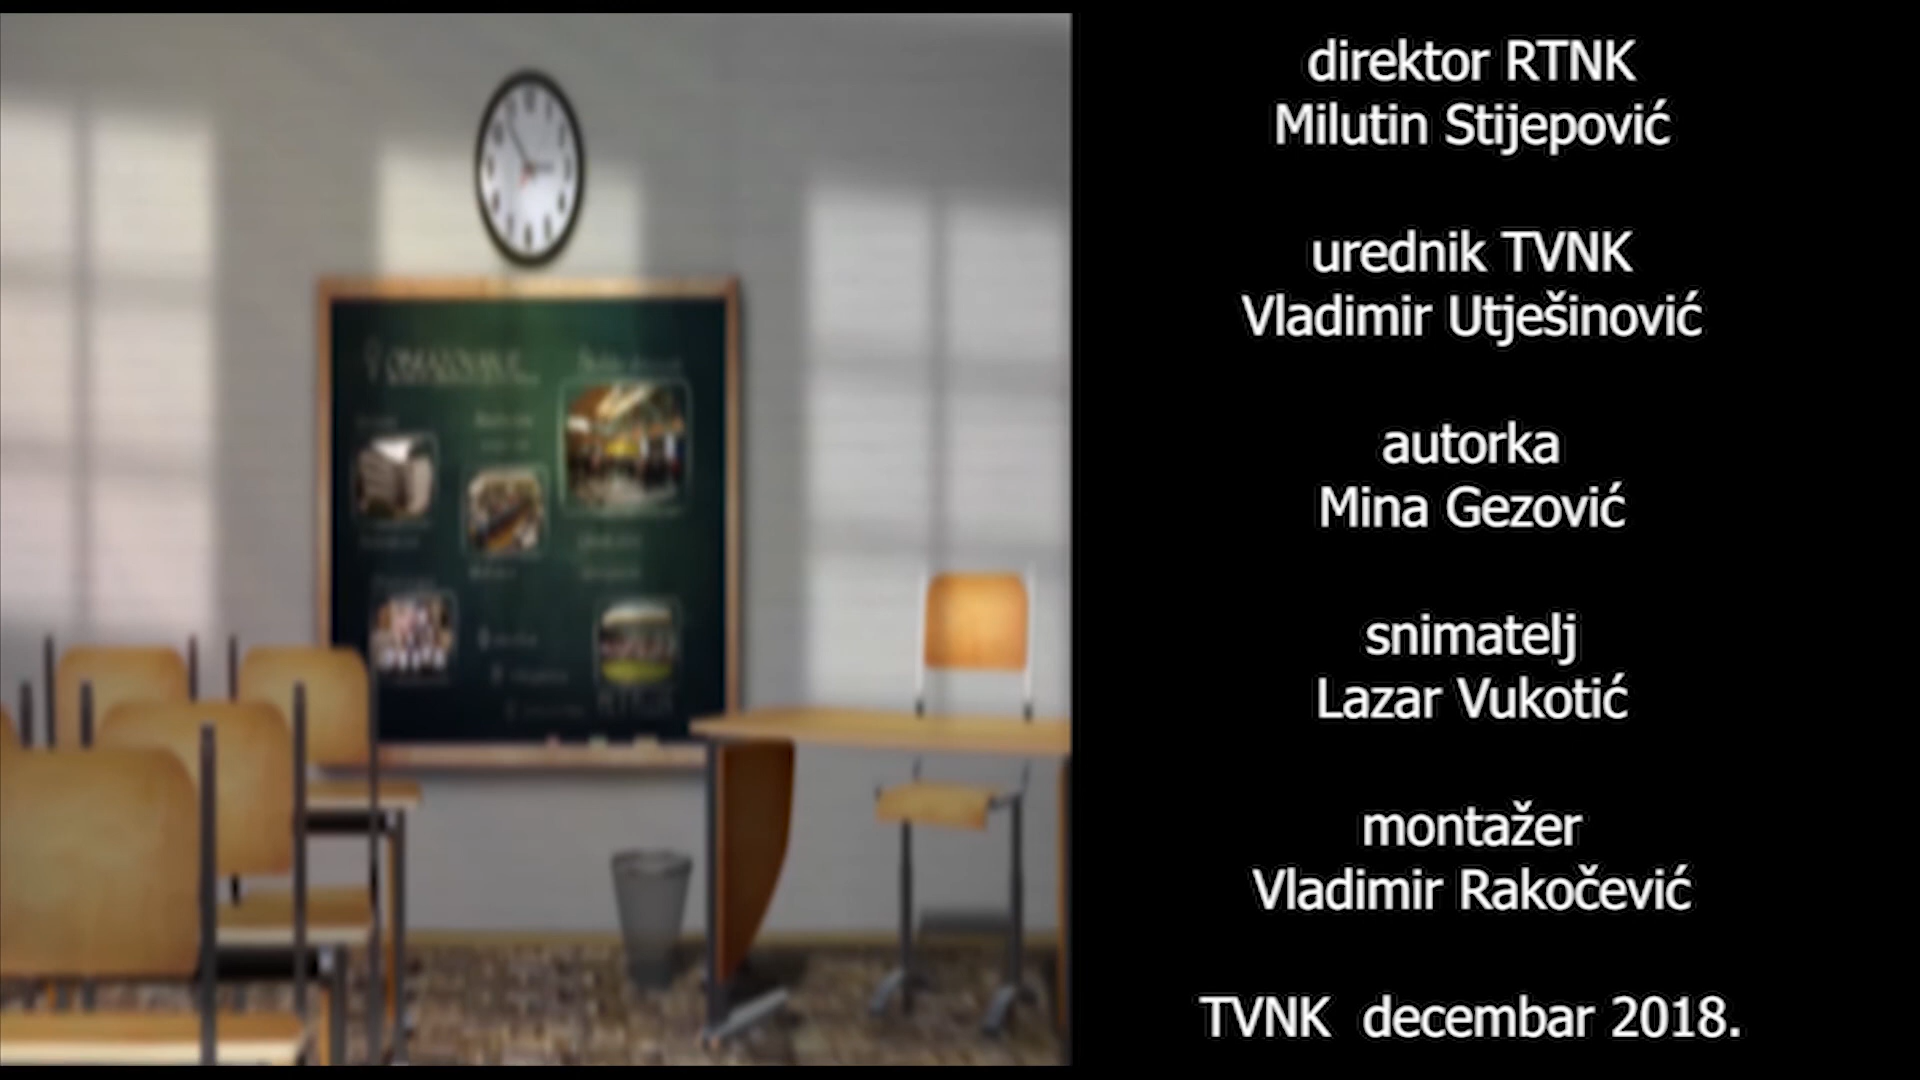 direktor RTNK
Milutin Stijepović
urednik TVNK
Vladimir Utješinović
autorka
Mina Gezović
snimatelj
Lazar Vukotić
montažer
Vladimir Rakočević
TVNK decembar 2018.